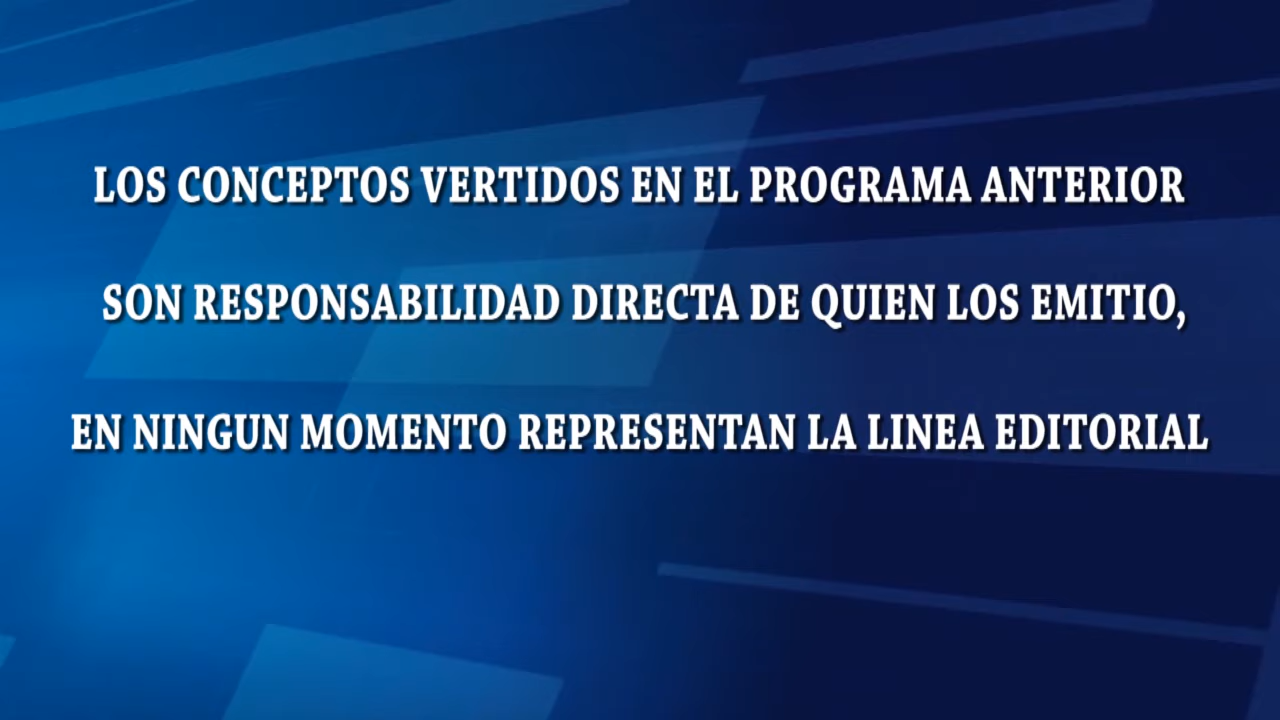 LOS CONCEPTOS VERTIDOS EN EL PROGRAMA ANTERIOR
SON RESPONSABILIDAD DIRECTA DE QUIEN LOS EMITIO,
EN NINGUN MOMENTO REPRESENTAN LA LINEA EDITORIAL